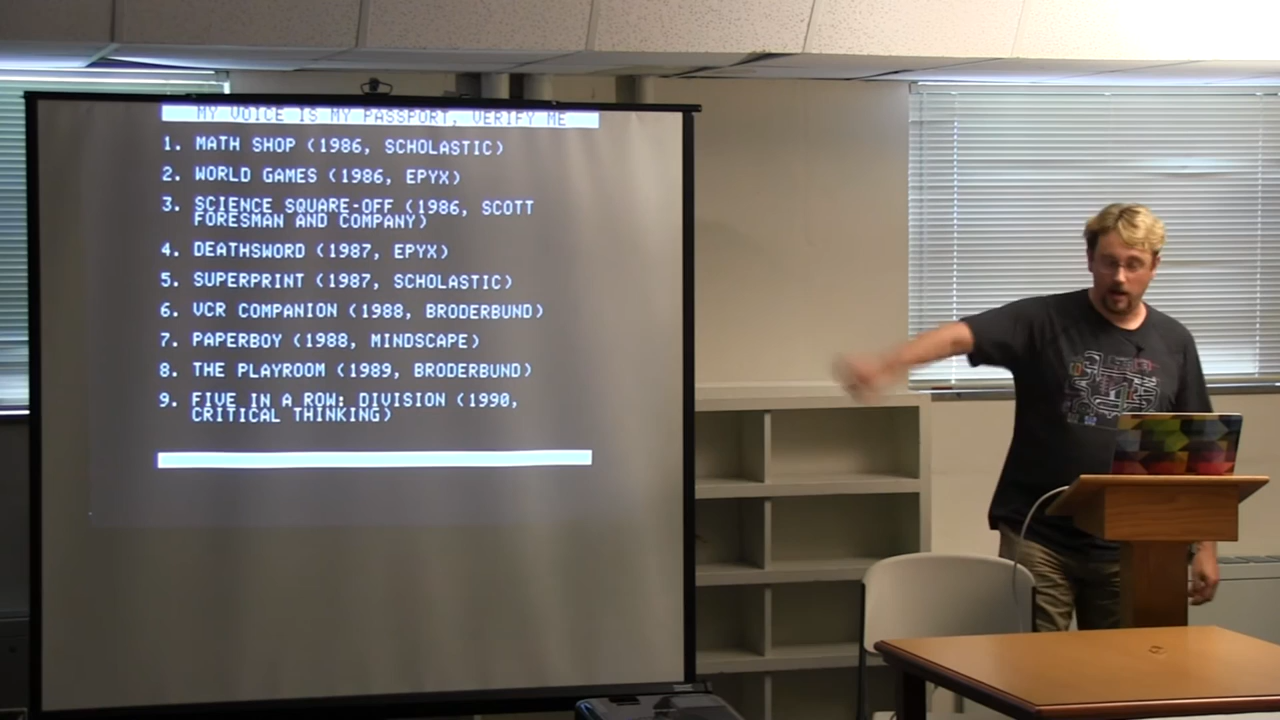 MY VOICE IS MY PASSPORT, VERIFY ME
1. MATH SHOP (1986, SCHOLASTIC)
2. WORLD GAMES (1986, EPYX)
3. SCIENCE SQUARE-OFF (1986, SCOTT
FORESMAN AND COMPANY)
4. DEATHSWORD (1987, EPYX)
5. SUPERPRINT (1987, SCHOLASTIC)
6. VCR COMPANION (1988, BRODERBUND)
7. PAPERBOY (1988, MINDSCAPE)
8. THE PLAYROOM (1989, BRODERBUND)
9. FIVE IN A ROW: DIVISION (1990,
CRITICAL THINKING)